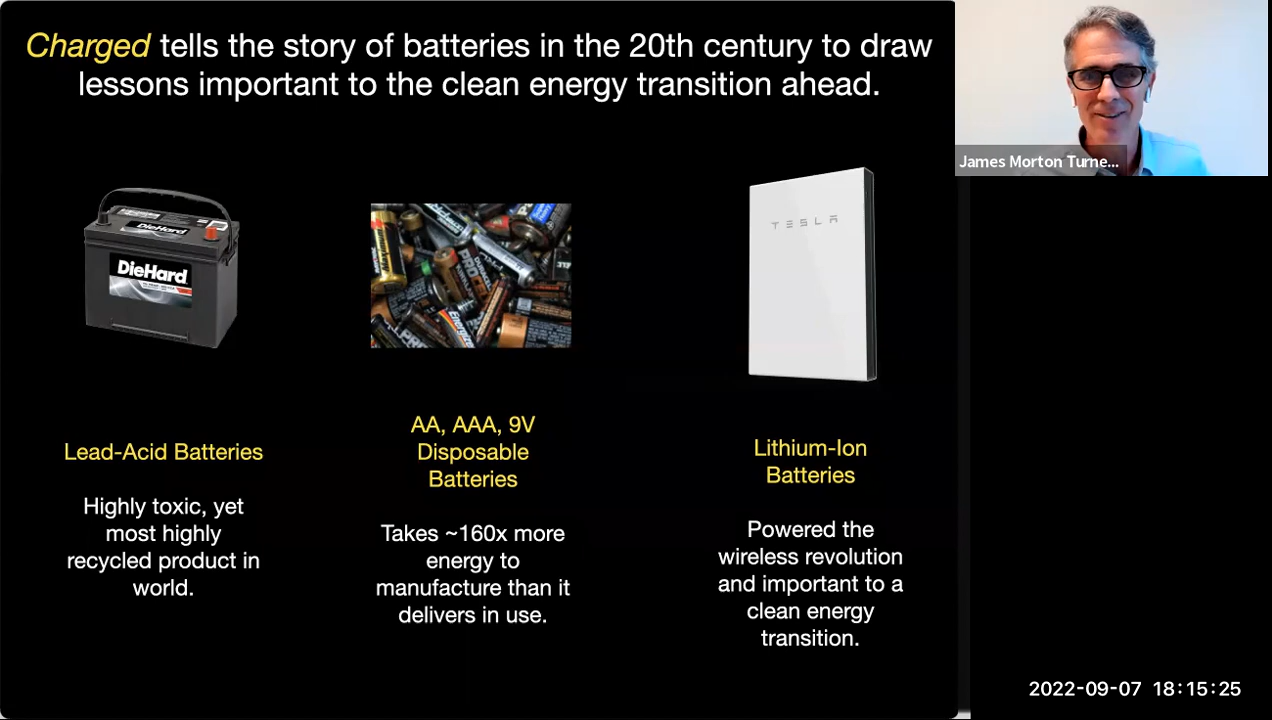 Charged tells the story of batteries in the 20th century to draw
lessons important to the clean energy transition ahead.
James Morton Turne...
DieHard
DieHard
TESLA
Energizer
AA, AAA, 9V
Disposable
Batteries
Lead-Acid Batteries
Lithium-Ion
Batteries
Highly toxic, yet
most highly
recycled product in
world.
Takes ~160x more
energy to
manufacture than it
delivers in use.
Powered the
wireless revolution
and important to a
clean energy
transition.
2022-09-07 18:15:25